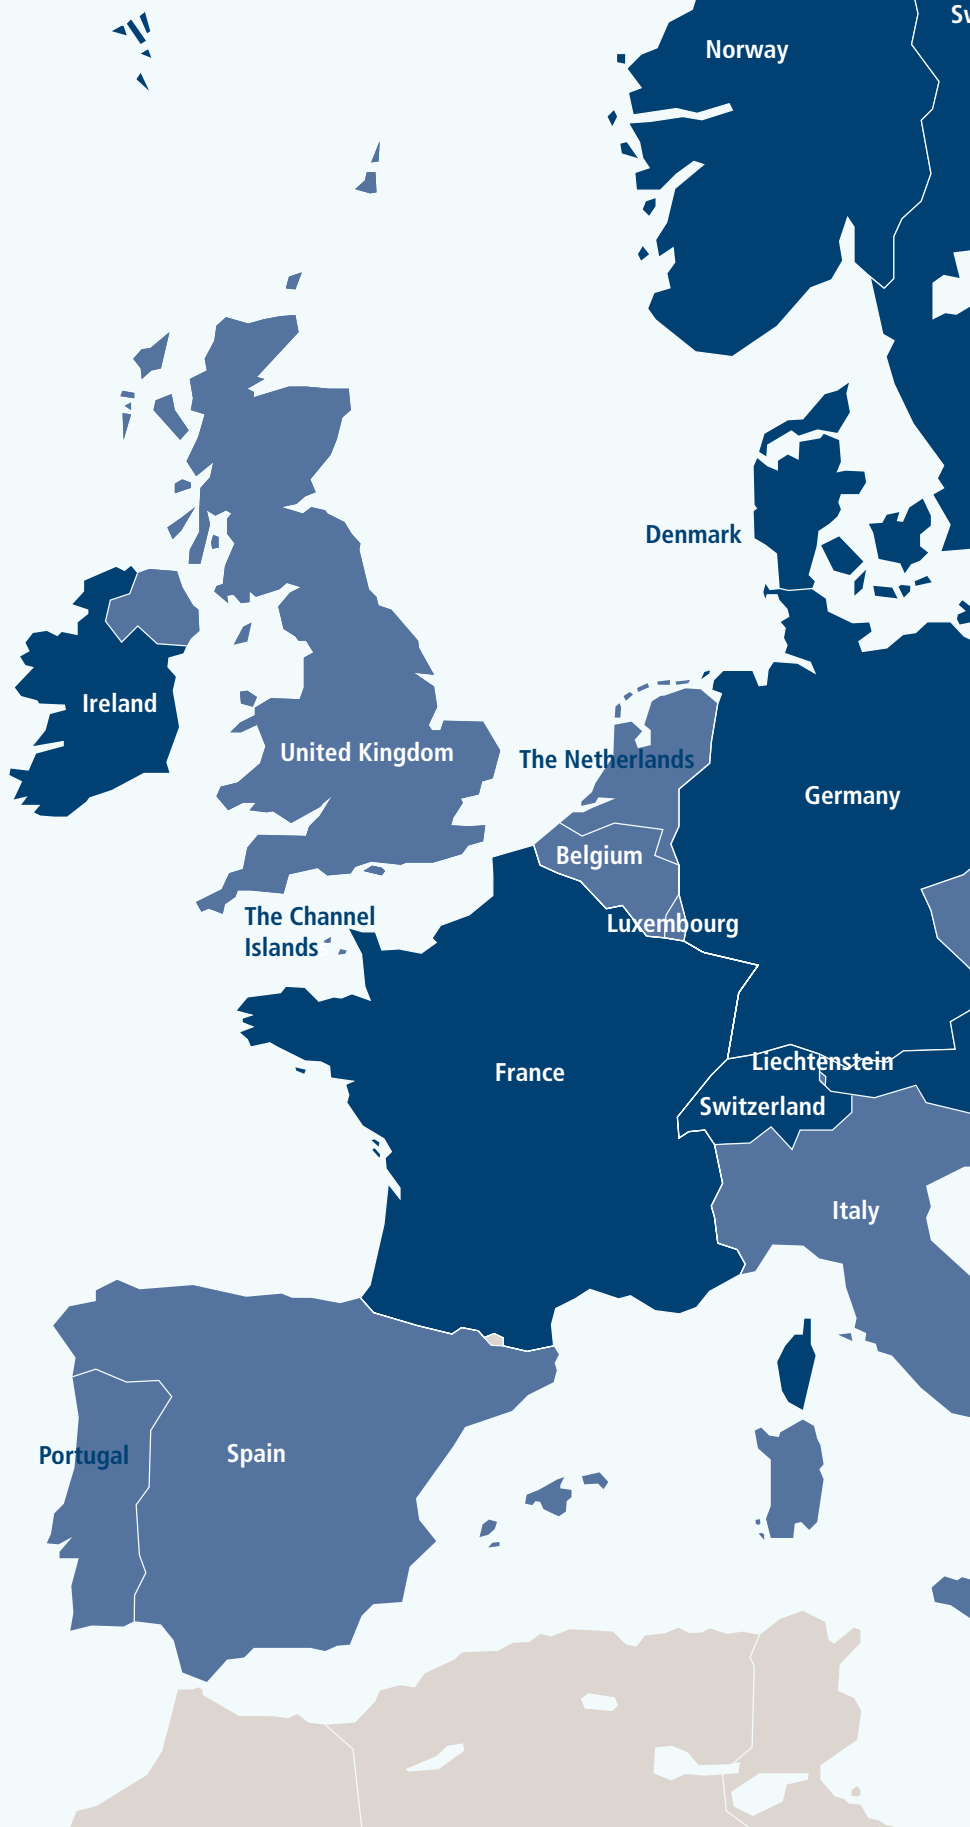 Sw
Norway
Denmark
Ireland
United Kingdom
The Netherlands
Germany
Belgium
The Channel
Islands
Luxembourg
France
Liechtenstein
Switzerland
Italy
Portugal
Spain